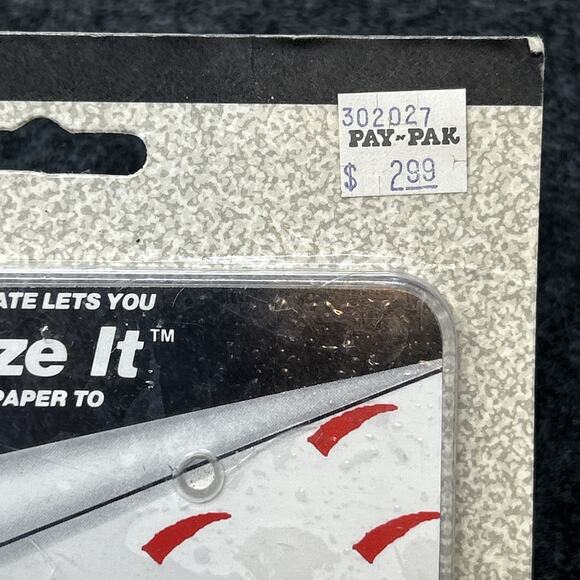 302027
PAY~PAK
$ 2.99
ATE LETS YOU
ze It™
PAPER TO